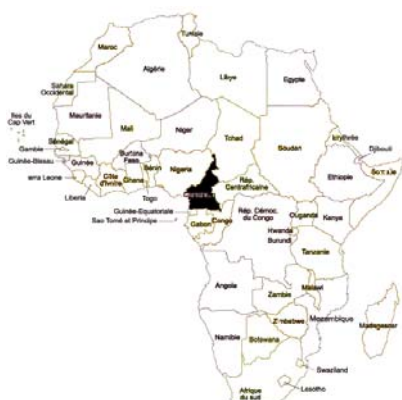 Tunisie
Maroc
Algérie
Libye
Egypte
Sahara
Occidental
Iles du
Cap Vert
Mauritanie
Mali
Niger
Tchad
Soudan
Erythrée
Djibouti
Sénégal
Gambie
Guinée-Bissau
Guinée
erra Leone
Liberia
Côte
d'Ivoire
Burkina
Faso
Ghana
Togo
Bénin
Nigeria
Rép.
Centrafricaine
Ethiopie
Guinée-Equatoriale
Sao Tomé et Principe
Gabon
Congo
Rép. Démoc.
du Congo
Ouganda
Kenya
Rwanda
Burundi
Tanzanie
Angola
Zambie
Malawi
Mozambique
Zimbabwe
Madagascar
Namibie
Botswana
Swaziland
Lesotho
Afrique
du sud